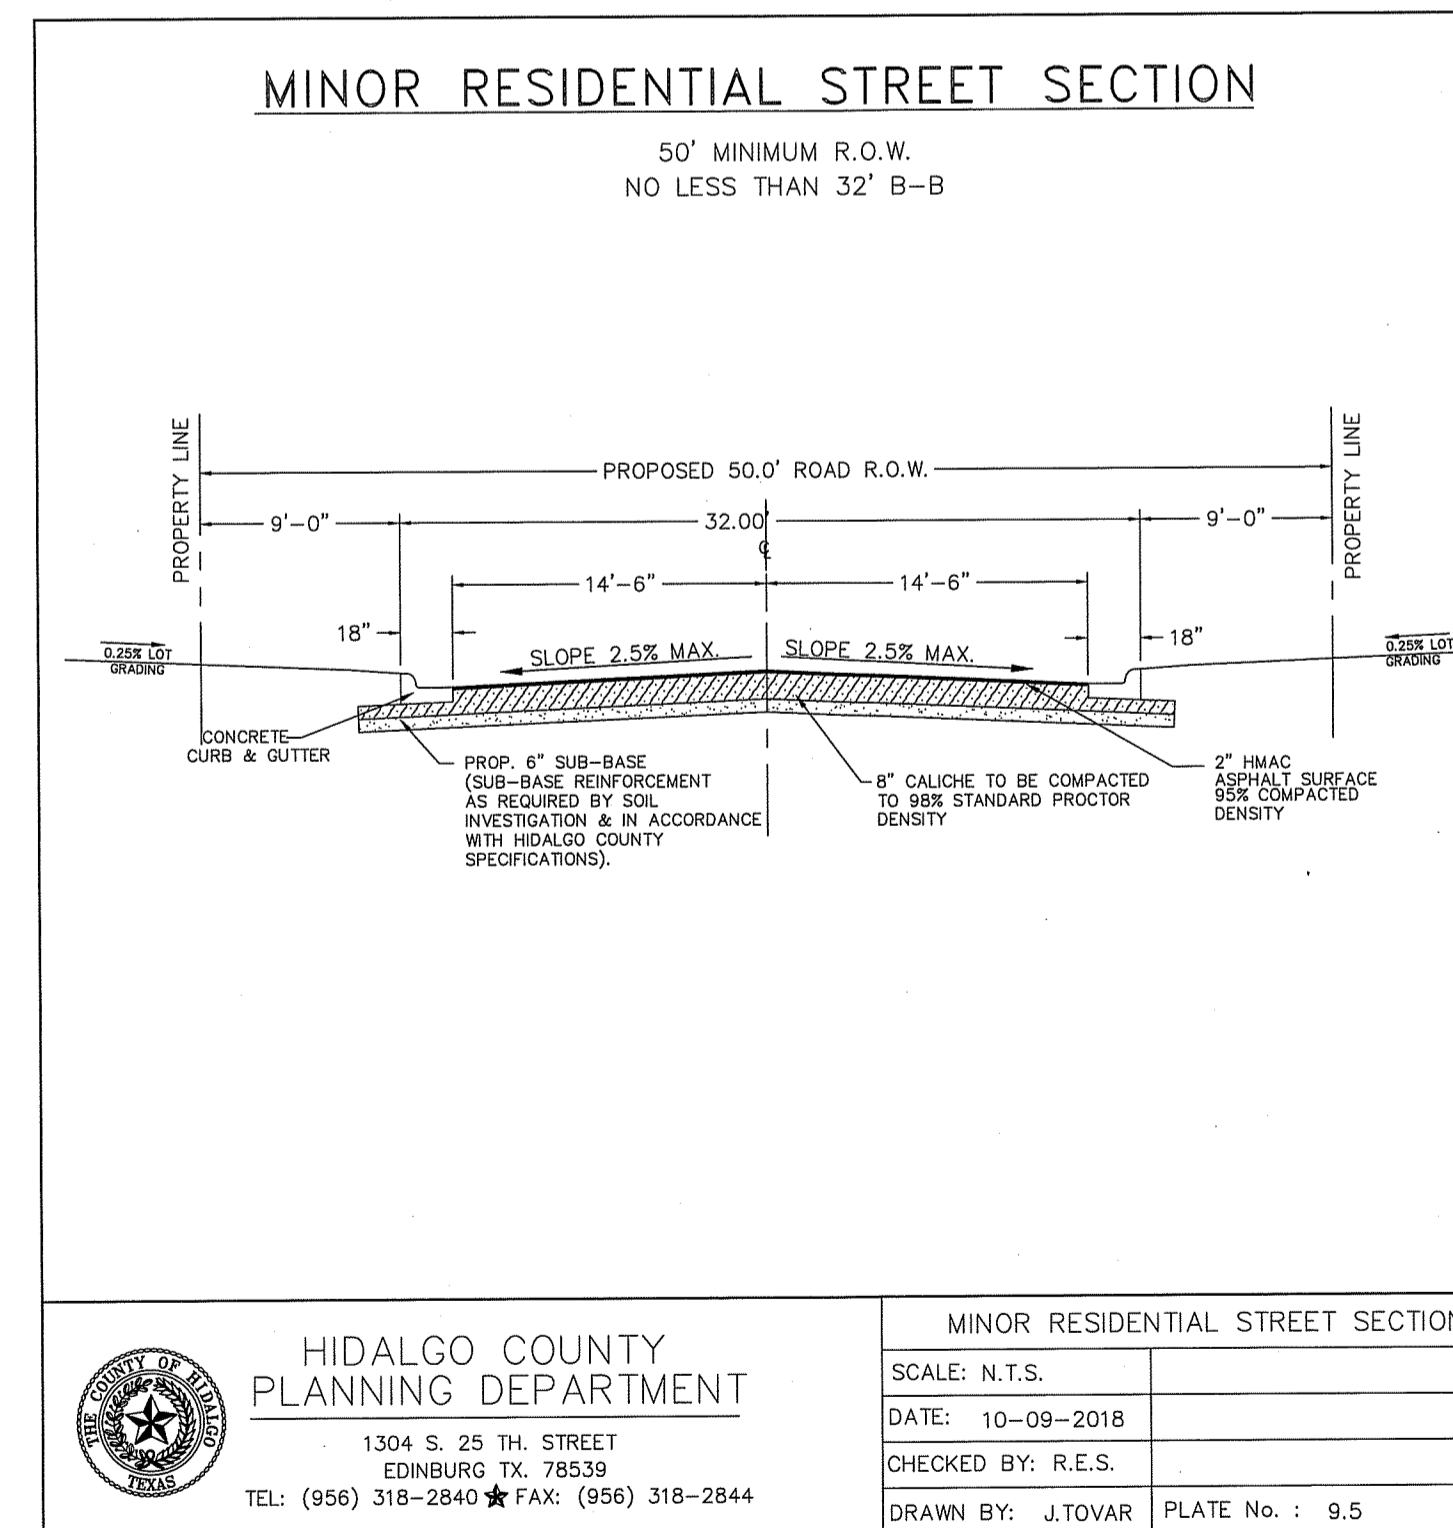 MINOR RESIDENTIAL STREET SECTION
50' MINIMUM R.O.W.
NO LESS THAN 32' B-B
PROPERTY LINE
PROPERTY LINE
PROPOSED 50.0' ROAD R.O.W.
9'-0"
32.00'
9'-0"
℄
14'-6"
14'-6"
18"
18"
SLOPE 2.5% MAX.
SLOPE 2.5% MAX.
0.25% LOT
GRADING
0.25% LOT
GRADING
CONCRETE
CURB & GUTTER
PROP. 6" SUB-BASE
(SUB-BASE REINFORCEMENT
AS REQUIRED BY SOIL
INVESTIGATION & IN ACCORDANCE
WITH HIDALGO COUNTY
SPECIFICATIONS).
8" CALICHE TO BE COMPACTED
TO 98% STANDARD PROCTOR
DENSITY
2" HMAC
ASPHALT SURFACE
95% COMPACTED
DENSITY
THE COUNTY OF HIDALGO
TEXAS
HIDALGO COUNTY
PLANNING DEPARTMENT
1304 S. 25 TH. STREET
EDINBURG TX. 78539
TEL: (956) 318-2840 ★ FAX: (956) 318-2844
MINOR RESIDENTIAL STREET SECTION
SCALE: N.T.S.
DATE: 10-09-2018
CHECKED BY: R.E.S.
DRAWN BY: J.TOVAR
PLATE No. : 9.5